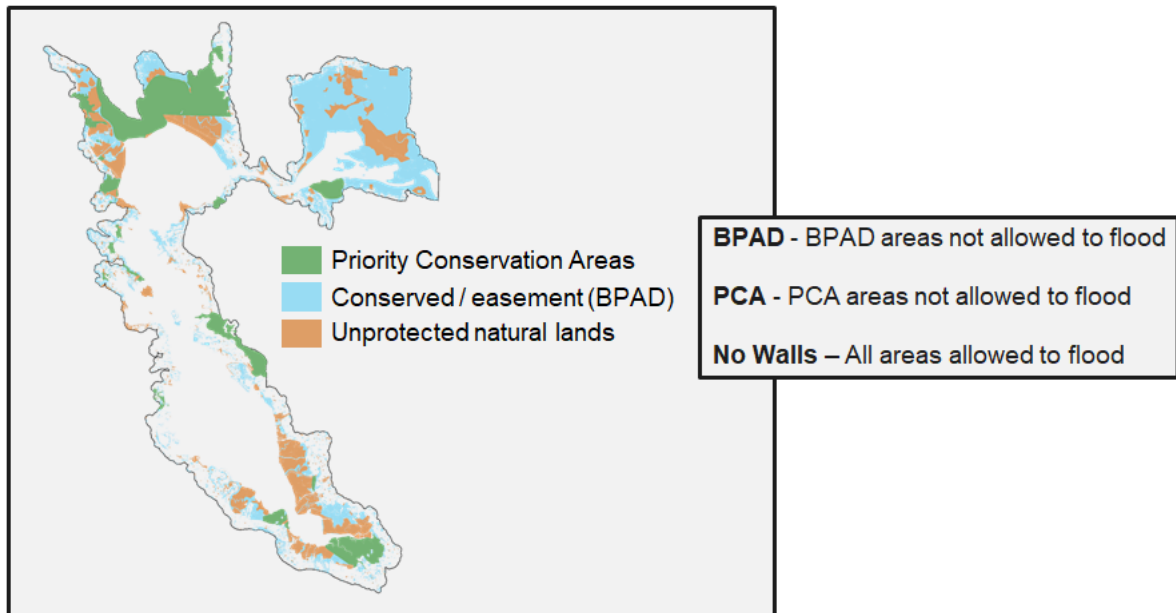 Priority Conservation Areas
Conserved / easement (BPAD)
Unprotected natural lands
BPAD - BPAD areas not allowed to flood
PCA - PCA areas not allowed to flood
No Walls – All areas allowed to flood